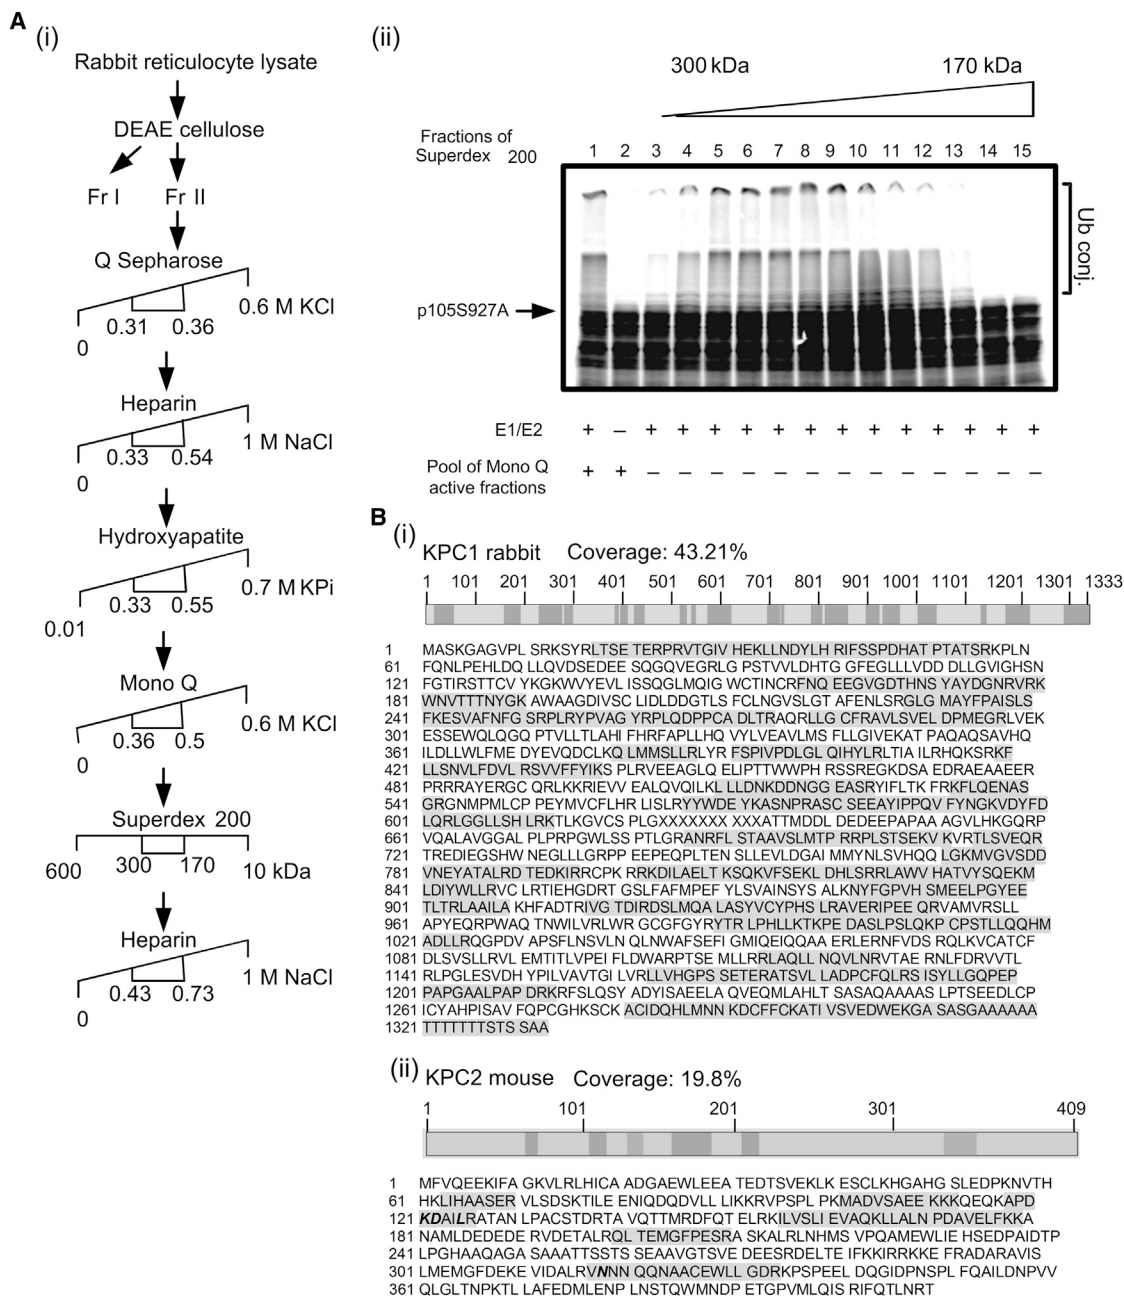 A
(i)
Rabbit reticulocyte lysate
DEAE cellulose
Fr I Fr II
Q Sepharose
0.6 M KCl
0.31 0.36
0
Heparin
1 M NaCl
0.33 0.54
0
Hydroxyapatite
0.7 M KPi
0.33 0.55
0.01
Mono Q
0.6 M KCl
0.36 0.5
0
Superdex 200
600 300 170 10 kDa
Heparin
1 M NaCl
0.43 0.73
0
(ii)
300 kDa 170 kDa
Fractions of
Superdex 200
1 2 3 4 5 6 7 8 9 10 11 12 13 14 15
Ub conj.
p105S927A
E1/E2 + – + + + + + + + + + + + + +
Pool of Mono Q
active fractions
+ + – – – – – – – – – – – – –
B
(i)
KPC1 rabbit Coverage: 43.21%
1 101 201 301 401 501 601 701 801 901 1001 1101 1201 1301 1333
1 MASKGAGVPL SRKSYRLTSE TERPRVTGIV HEKLLNDYLH RIFSSPDHAT PTATSRKPLN
61 FQNLPEHLDQ LLQVDSEDEE SQGQVEGRLG PSTVVLDHTG GFEGLLLVDD DLLGVIGHSN
121 FGTIRSTTCV YKGKWVYEVL ISSQGLMQIG WCTINCRFNQ EEGVGDTHNS YAYDGNRVRK
181 WNVTTTNYGK AWAAGDIVSC LIDLDDGTLS FCLNGVSLGT AFENLSRGLG MAYFPAISLS
241 FKESVAFNFG SRPLRYPVAG YRPLQDPPCA DLTRAQRLLG CFRAVLSVEL DPMEGRLVEK
301 ESSEWQLQGQ PTVLLTLAHI FHRFAPLLHQ VYLVEAVLMS FLLGIVEKAT PAQAQSAVHQ
361 ILDLLWLFME DYEVQDCLKQ LMMSLLRLYR FSPIVPDLGL QIHYLRLTIA ILRHQKSRKF
421 LLSNVLFDVL RSVVFFYIKS PLRVEEAGLQ ELIPTTWWPH RSSREGKDSA EDRAEAAEER
481 PRRRAYERGC QRLKKRIEVV EALQVQILKL LLDNKDDNGG EASRYIFLTK FRKFLQENAS
541 GRGNMPMLCP PEYMVCFLHR LISLRYYWDE YKASNPRASC SEEAYIPPQV FYNGKVDYFD
601 LQRLGGLLSH LRKTLKGVCS PLGXXXXXXX XXXATTMDDL DEDEEPAPAA AGVLHKGQRP
661 VQALAVGGAL PLPRPGWLSS PTLGRANRFL STAAVSLMTP RRPLSTSEKV KVRTLSVEQR
721 TREDIEGSHW NEGLLLGRPP EEPEQPLTEN SLLEVLDGAI MMYNLSVHQQ LGKMVGVSDD
781 VNEYATALRD TEDKIRRCPK RRKDILAELT KSQKVFSEKL DHLSRRLAWV HATVYSQEKM
841 LDIYWLLRVC LRTIEHGDRT GSLFAFMPEF YLSVAINSYS ALKNYFGPVH SMEELPGYEE
901 TLTRLAAILA KHFADTRIVG TDIRDSLMQA LASYVCYPHS LRAVERIPEE QRVAMVRSLL
961 APYEQRPWAQ TNWILVRLWR GCGFGYRYTR LPHLLKTKPE DASLPSLQKP CPSTLLQQHM
1021 ADLLRQGPDV APSFLNSVLN QLNWAFSEFI GMIQEIQQAA ERLERNFVDS RQLKVCATCF
1081 DLSVSLLRVL EMTITLVPEI FLDWARPTSE MLLRRLAQLL NQVLNRVTAE RNLFDRVVTL
1141 RLPGLESVDH YPILVAVTGI LVRLLVHGPS SETERATSVL LADPCFQLRS ISYLLGQPEP
1201 PAPGAALPAP DRKRFSLQSY ADYISAEELA QVEQMLAHLT SASAQAAAAS LPTSEEDLCP
1261 ICYAHPISAV FQPCGHKSCK ACIDQHLMNN KDCFFCKATI VSVEDWEKGA SASGAAAAAA
1321 TTTTTTTSTS SAA
(ii)
KPC2 mouse Coverage: 19.8%
1 101 201 301 409
1 MFVQEEKIFA GKVLRLHICA ADGAEWLEEA TEDTSVEKLK ESCLKHGAHG SLEDPKNVTH
61 HKLIHAASER VLSDSKTILE ENIQDQDVLL LIKKRVPSPL PKMADVSAEE KKKQEQKAPD
121 KDAILRATAN LPACSTDRTA VQTTMRDFQT ELRKILVSLI EVAQKLLALN PDAVELFKKA
181 NAMLDEDEDE RVDETALRQL TEMGFPESRA SKALRLNHMS VPQAMEWLIE HSEDPAIDTP
241 LPGHAAQAGA SAAATTSSTS SEAAVGTSVE DEESRDELTE IFKKIRRKKE FRADARAVIS
301 LMEMGFDEKE VIDALRVNNN QQNAACEWLL GDRKPSPEEL DQGIDPNSPL FQAILDNPVV
361 QLGLTNPKTL LAFEDMLENP LNSTQWMNDP ETGPVMLQIS RIFQTLNRT